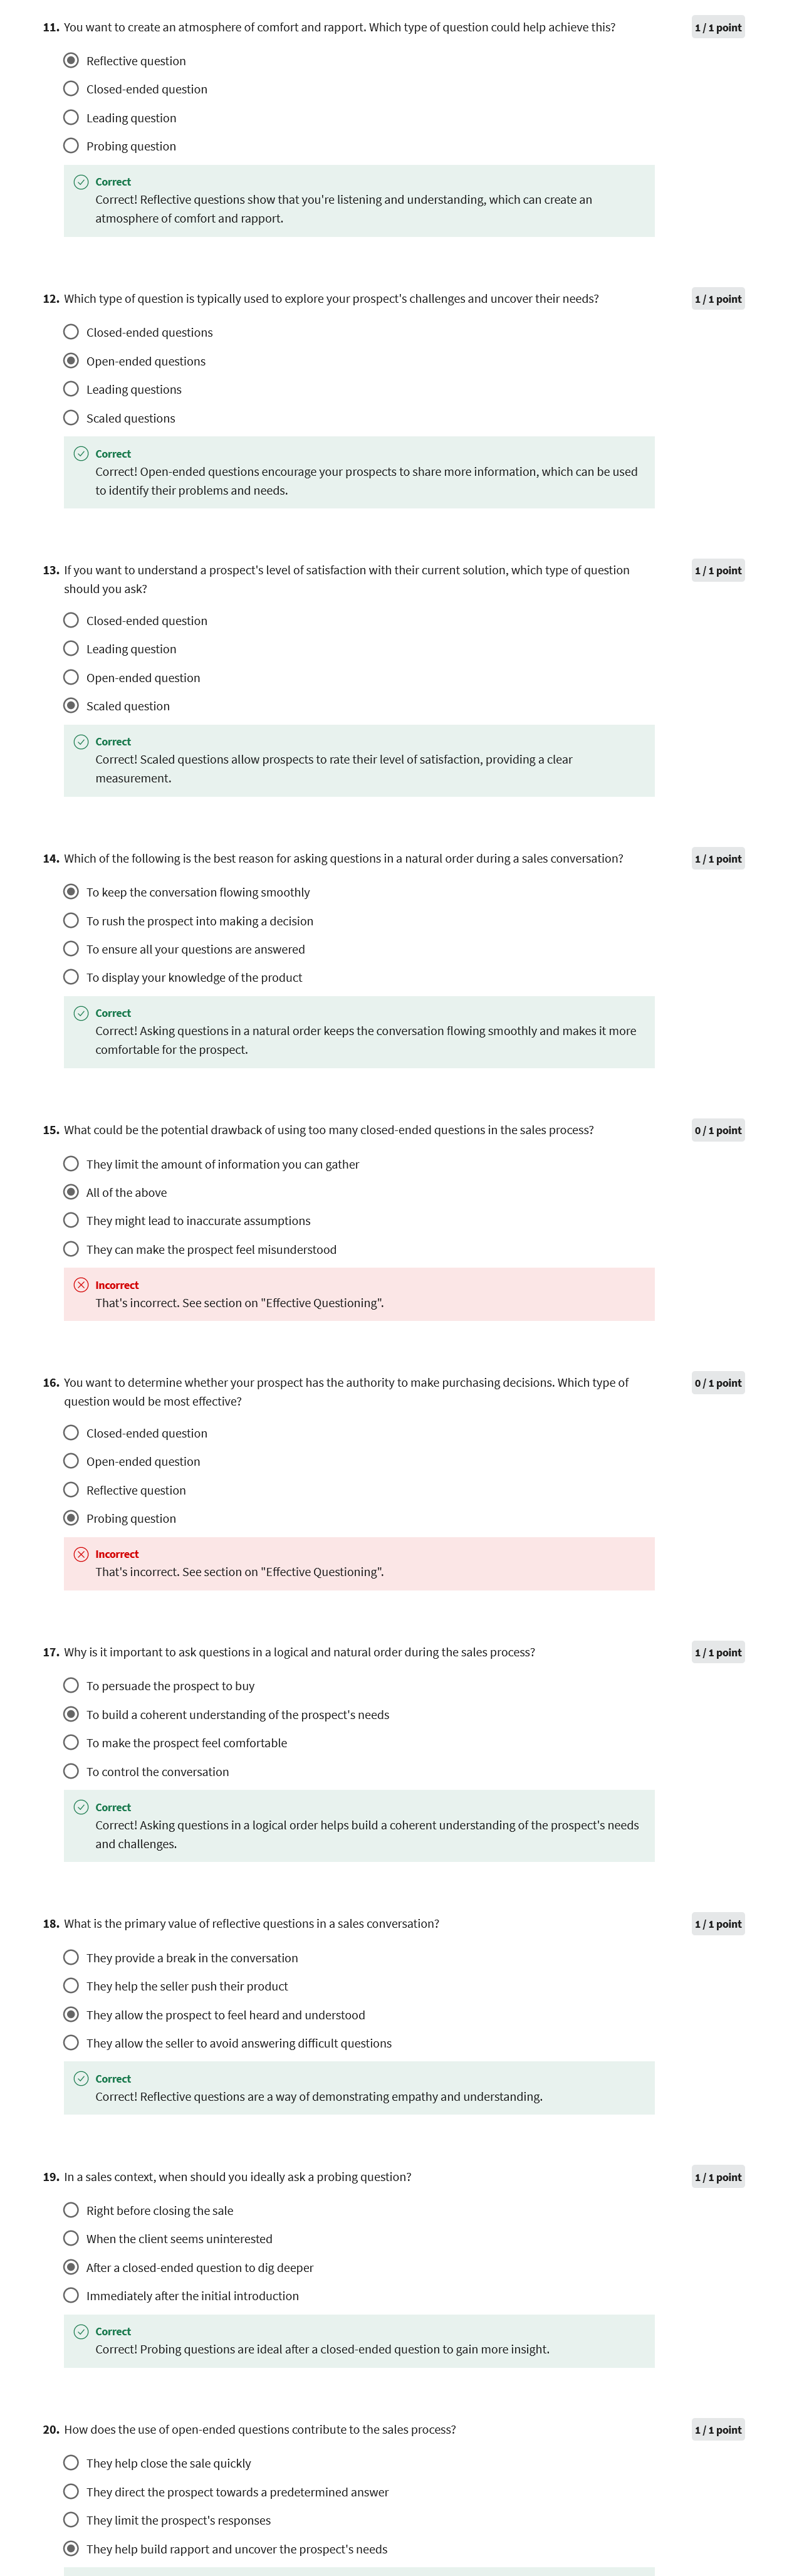 11. You want to create an atmosphere of comfort and rapport. Which type of question could help achieve this?
1 / 1 point
Reflective question
Closed-ended question
Leading question
Probing question
Correct
Correct! Reflective questions show that you're listening and understanding, which can create an
atmosphere of comfort and rapport.
12. Which type of question is typically used to explore your prospect's challenges and uncover their needs?
1 / 1 point
Closed-ended questions
Open-ended questions
Leading questions
Scaled questions
Correct
Correct! Open-ended questions encourage your prospects to share more information, which can be used
to identify their problems and needs.
13. If you want to understand a prospect's level of satisfaction with their current solution, which type of question
should you ask?
1 / 1 point
Closed-ended question
Leading question
Open-ended question
Scaled question
Correct
Correct! Scaled questions allow prospects to rate their level of satisfaction, providing a clear
measurement.
14. Which of the following is the best reason for asking questions in a natural order during a sales conversation?
1 / 1 point
To keep the conversation flowing smoothly
To rush the prospect into making a decision
To ensure all your questions are answered
To display your knowledge of the product
Correct
Correct! Asking questions in a natural order keeps the conversation flowing smoothly and makes it more
comfortable for the prospect.
15. What could be the potential drawback of using too many closed-ended questions in the sales process?
0 / 1 point
They limit the amount of information you can gather
All of the above
They might lead to inaccurate assumptions
They can make the prospect feel misunderstood
Incorrect
That's incorrect. See section on "Effective Questioning".
16. You want to determine whether your prospect has the authority to make purchasing decisions. Which type of
question would be most effective?
0 / 1 point
Closed-ended question
Open-ended question
Reflective question
Probing question
Incorrect
That's incorrect. See section on "Effective Questioning".
17. Why is it important to ask questions in a logical and natural order during the sales process?
1 / 1 point
To persuade the prospect to buy
To build a coherent understanding of the prospect's needs
To make the prospect feel comfortable
To control the conversation
Correct
Correct! Asking questions in a logical order helps build a coherent understanding of the prospect's needs
and challenges.
18. What is the primary value of reflective questions in a sales conversation?
1 / 1 point
They provide a break in the conversation
They help the seller push their product
They allow the prospect to feel heard and understood
They allow the seller to avoid answering difficult questions
Correct
Correct! Reflective questions are a way of demonstrating empathy and understanding.
19. In a sales context, when should you ideally ask a probing question?
1 / 1 point
Right before closing the sale
When the client seems uninterested
After a closed-ended question to dig deeper
Immediately after the initial introduction
Correct
Correct! Probing questions are ideal after a closed-ended question to gain more insight.
20. How does the use of open-ended questions contribute to the sales process?
1 / 1 point
They help close the sale quickly
They direct the prospect towards a predetermined answer
They limit the prospect's responses
They help build rapport and uncover the prospect's needs